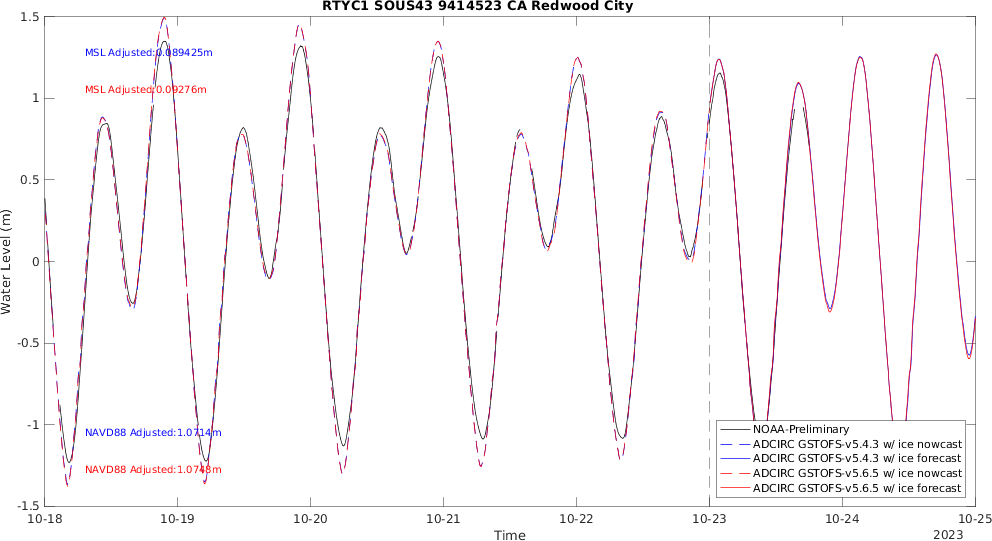 RTYC1 SOUS43 9414523 CA Redwood City
1.5
1
0.5
0
-0.5
-1
-1.5
Water Level (m)
MSL Adjusted:0.089425m
MSL Adjusted:0.09276m
NAVD88 Adjusted:1.0714m
NAVD88 Adjusted:1.0748m
NOAA-Preliminary
ADCIRC GSTOFS-v5.4.3 w/ ice nowcast
ADCIRC GSTOFS-v5.4.3 w/ ice forecast
ADCIRC GSTOFS-v5.6.5 w/ ice nowcast
ADCIRC GSTOFS-v5.6.5 w/ ice forecast
10-18 10-19 10-20 10-21 10-22 10-23 10-24 10-25
Time
2023